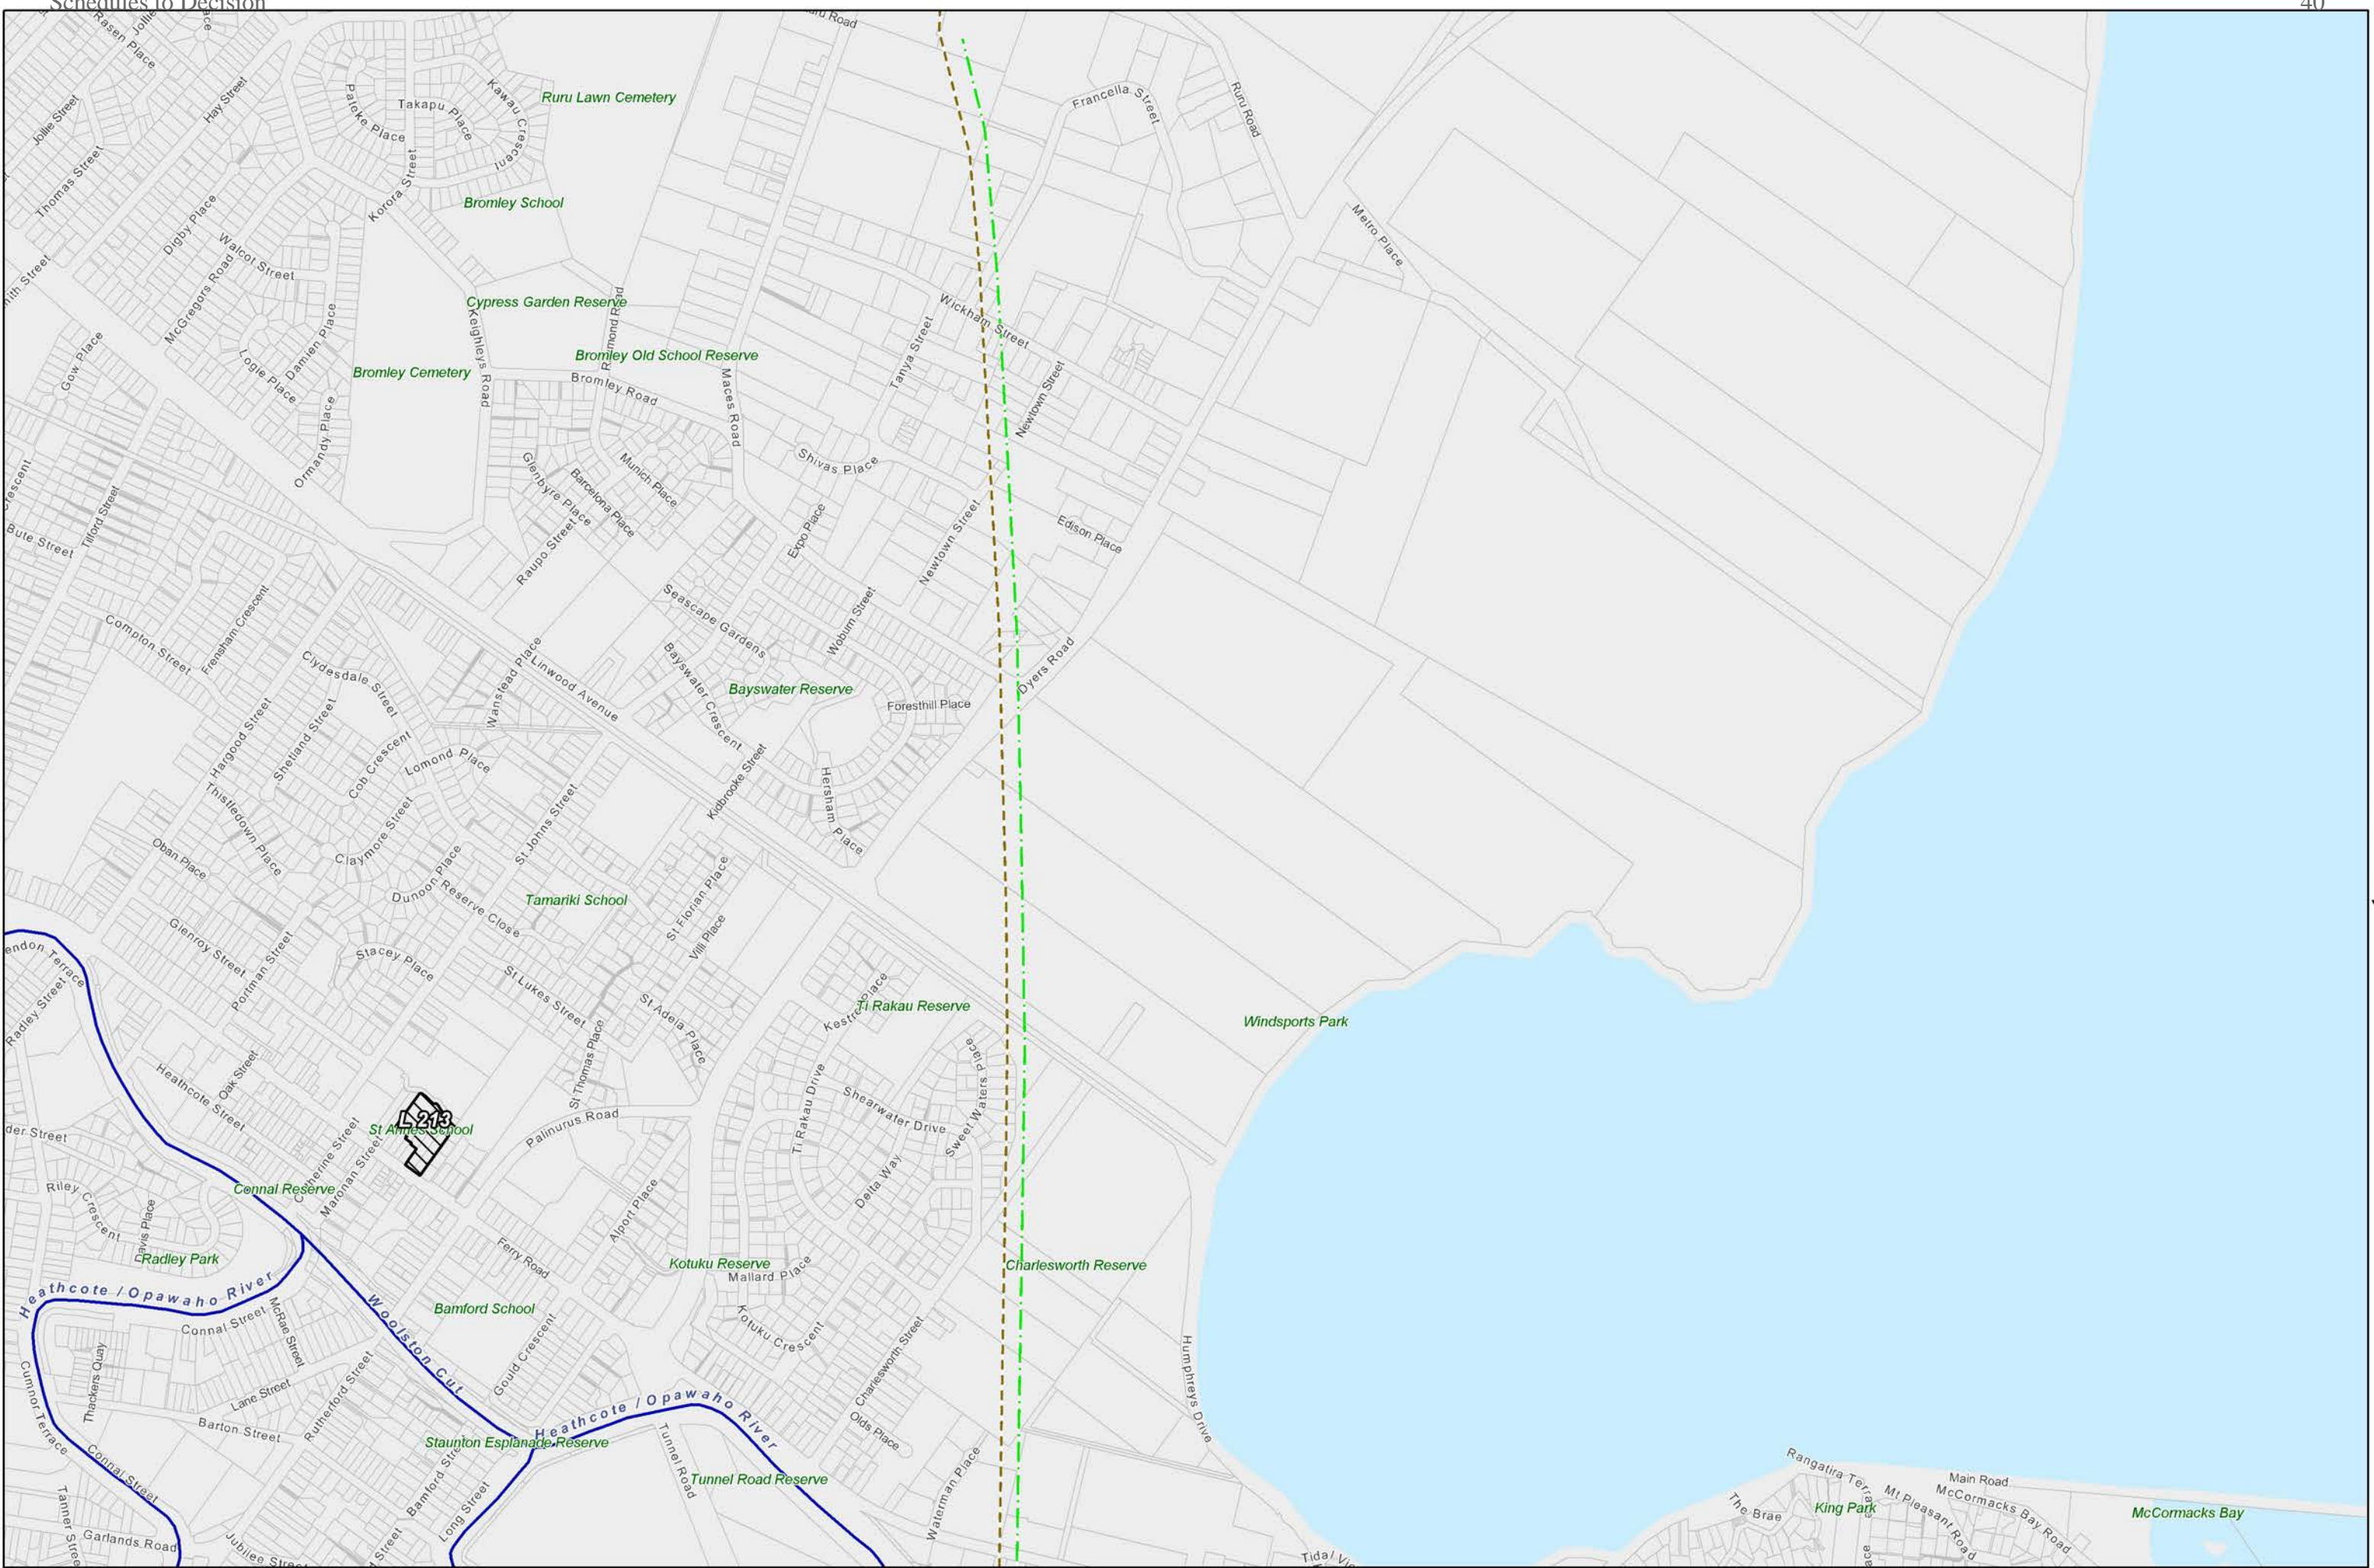 Schedules to Decision
40
Rasen Place
Jollie
ace
uru Road
Hay Street
Jollie Street
Thomas Street
Patoke Place
Takapu Place
Kawau Crescent
Korora Street
Ruru Lawn Cemetery
Francella Street
Ruru Road
Bromley School
Digby Place
Walcot Street
McGregors Road
Metro Place
Cypress Garden Reserve
Keighleys Road
Wickham Street
Tanya Street
Damien Place
Logie Place
Gow Place
Bromley Cemetery
Bromley Old School Reserve
Bromley Road
Maces Road
Newtown Street
Ormandy Place
Shivas Place
Glenbyre Place
Barcelona Place
Munich Place
Raupo Street
Expo Place
Newtown Street
Edison Place
rescent
Bute Street
Tilford Street
Compton Street
Frensham Crescent
Seascape Gardens
Woburn Street
Clydesdale Street
Wanstead Place
Linwood Avenue
Bayswater Crescent
Bayswater Reserve
Foresthill Place
Dyers Road
Hargood Street
Shetland Street
Cob Crescent
Lomond Place
Kidbrooke Street
Hersham Place
Thistledown Place
Claymore Street
St Johns Street
Oban Place
Dunoon Place
Reserve Close
Tamariki School
St Florian Place
Villi Place
Glenroy Street
Portman Street
Stacey Place
St Lukes Street
endon Terrace
Radley Street
St Adela Place
Ti Rakau Reserve
Windsports Park
Heathcote Street
Oak Street
St Thomas Place
Palinurus Road
Ti Rakau Drive
Shearwater Drive
Sweet Waters Place
L 213
St Annes School
der Street
Maronan Street
Delta Way
Connal Reserve
Riley Crescent
Davis Place
Radley Park
Alport Place
Ferry Road
Kotuku Reserve
Mallard Place
Charlesworth Reserve
Heathcote / Opawaho River
Connal Street
McRae Street
Woolston Cut
Bamford School
Gould Crescent
Kotuku Crescent
Charlesworth Street
Humphreys Drive
Cumnor Terrace
Thackers Quay
Lane Street
Rutherford Street
Barton Street
Heathcote / Opawaho River
Olds Place
Staunton Esplanade Reserve
Connal Street
Long Street
Tunnel Road
Tunnel Road Reserve
Waterman Place
Garlands Road
Rangatira Terrace
Main Road
The Brae
King Park
Mt Pleasant Road
McCormacks Bay Road
McCormacks Bay